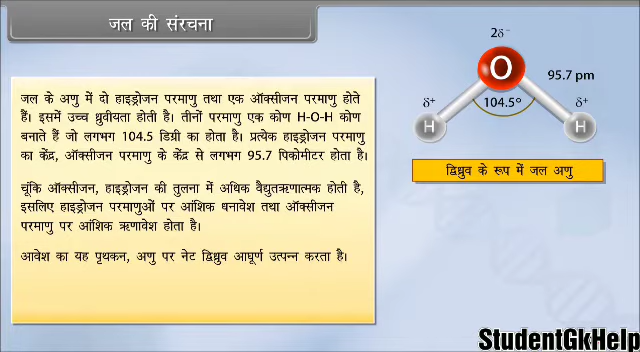 जल की संरचना
जल के अणु में दो हाइड्रोजन परमाणु तथा एक ऑक्सीजन परमाणु होते
हैं। इसमें उच्च ध्रुवीयता होती है। तीनों परमाणु एक कोण H-O-H कोण
बनाते हैं जो लगभग 104.5 डिग्री का होता है। प्रत्येक हाइड्रोजन परमाणु
का केंद्र, ऑक्सीजन परमाणु के केंद्र से लगभग 95.7 पिकोमीटर होता है।
चूंकि ऑक्सीजन, हाइड्रोजन की तुलना में अधिक वैद्युतऋणात्मक होती है,
इसलिए हाइड्रोजन परमाणुओं पर आंशिक धनावेश तथा ऑक्सीजन
परमाणु पर आंशिक ऋणावेश होता है।
आवेश का यह पृथकन, अणु पर नेट द्विध्रुव आघूर्ण उत्पन्न करता है।
2δ⁻
O
95.7 pm
δ⁺
104.5°
δ⁺
H
H
द्विध्रुव के रूप में जल अणु
StudentGkHelp